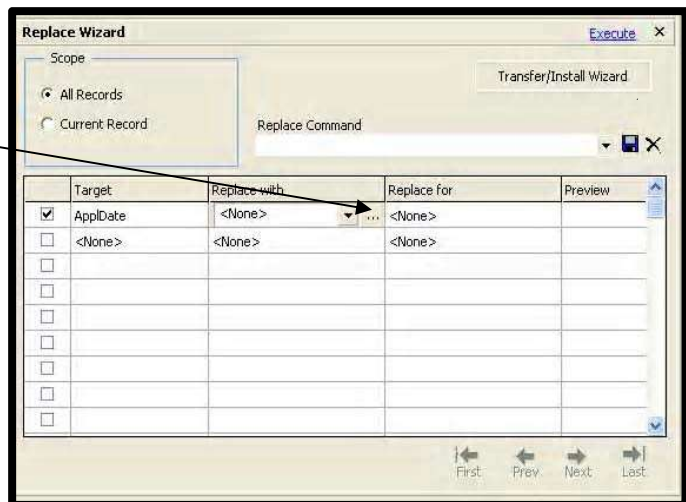 Replace Wizard Execute X
Scope
All Records
Current Record
Transfer/Install Wizard
Replace Command
Target Replace with Replace for Preview
ApplDate <None> ... <None>
<None> <None> <None>
First Prev Next Last